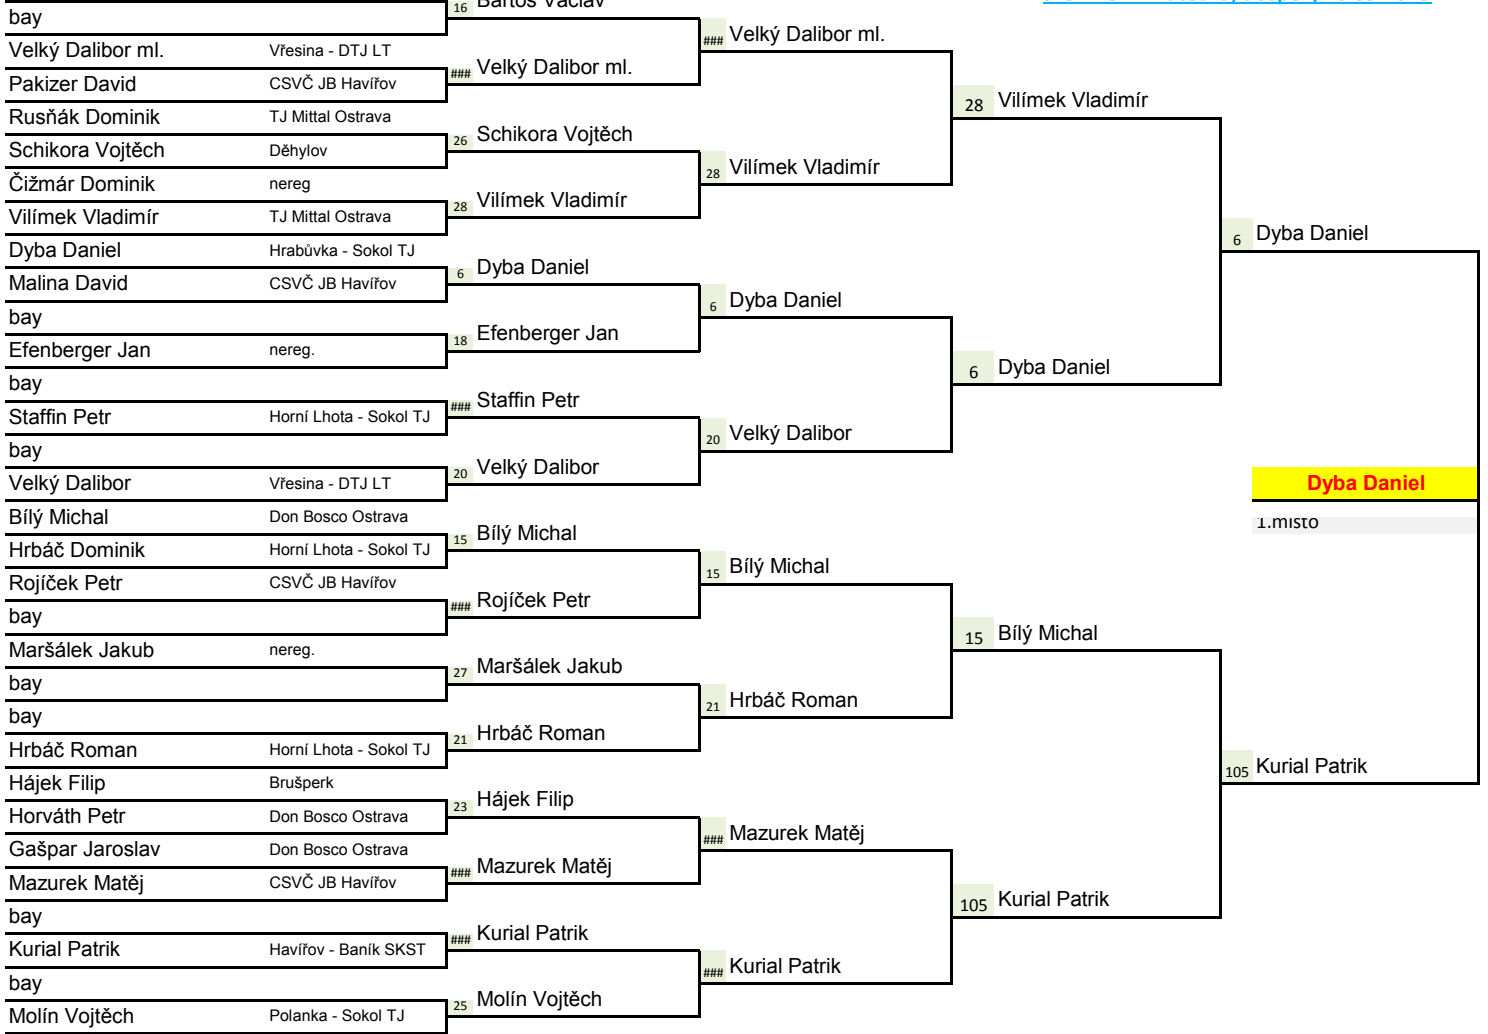 16 Bartoš Václav
bay
### Velký Dalibor ml.
Velký Dalibor ml. Vřesina - DTJ LT
### Velký Dalibor ml.
Pakizer David CSVČ JB Havířov
28 Vilímek Vladimír
Rusňák Dominik TJ Mittal Ostrava
26 Schikora Vojtěch
Schikora Vojtěch Děhylov
28 Vilímek Vladimír
Čižmár Dominik nereg
28 Vilímek Vladimír
Vilímek Vladimír TJ Mittal Ostrava
6 Dyba Daniel
Dyba Daniel Hrabůvka - Sokol TJ
6 Dyba Daniel
Malina David CSVČ JB Havířov
6 Dyba Daniel
bay
18 Efenberger Jan
Efenberger Jan nereg.
6 Dyba Daniel
bay
### Staffin Petr
Staffin Petr Horní Lhota - Sokol TJ
20 Velký Dalibor
bay
20 Velký Dalibor
Velký Dalibor Vřesina - DTJ LT
Dyba Daniel
Bílý Michal Don Bosco Ostrava
1.místo
15 Bílý Michal
Hrbáč Dominik Horní Lhota - Sokol TJ
15 Bílý Michal
Rojíček Petr CSVČ JB Havířov
### Rojíček Petr
bay
15 Bílý Michal
Maršálek Jakub nereg.
27 Maršálek Jakub
bay
21 Hrbáč Roman
bay
21 Hrbáč Roman
Hrbáč Roman Horní Lhota - Sokol TJ
105 Kurial Patrik
Hájek Filip Brušperk
23 Hájek Filip
Horváth Petr Don Bosco Ostrava
### Mazurek Matěj
Gašpar Jaroslav Don Bosco Ostrava
### Mazurek Matěj
Mazurek Matěj CSVČ JB Havířov
105 Kurial Patrik
bay
### Kurial Patrik
Kurial Patrik Havířov - Baník SKST
### Kurial Patrik
bay
25 Molín Vojtěch
Molín Vojtěch Polanka - Sokol TJ